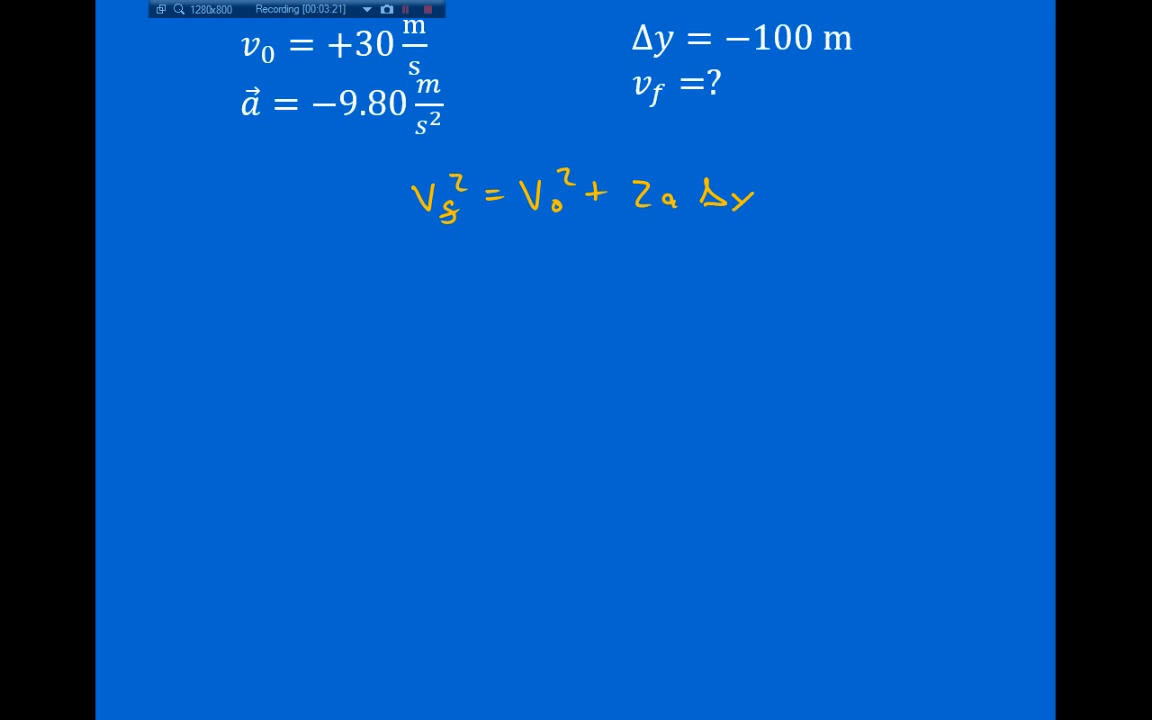 1280x800 Recording [00:03:21]
v₀ = +30 m/s
Δy = −100 m
v_f =?
a⃗ = −9.80 m/s²
V_f² = V₀² + 2a Δy